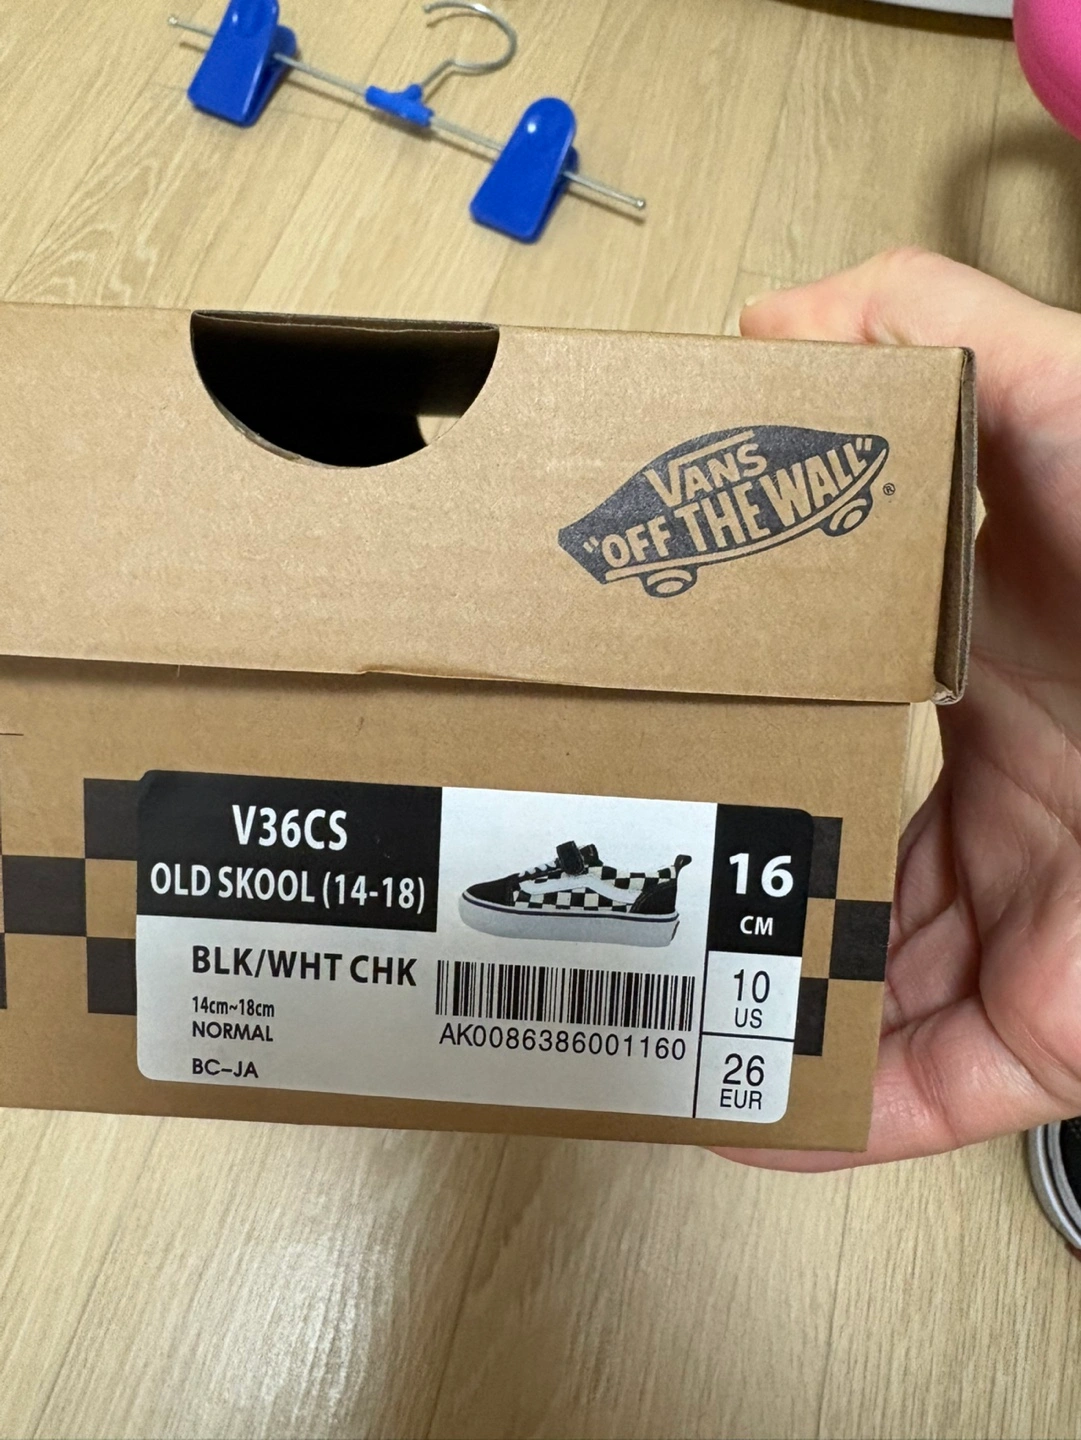 VANS
"OFF THE WALL"
®
V36CS
OLD SKOOL (14-18)
BLK/WHT CHK
14cm~18cm
NORMAL
BC-JA
AK0086386001160
16
CM
10
US
26
EUR